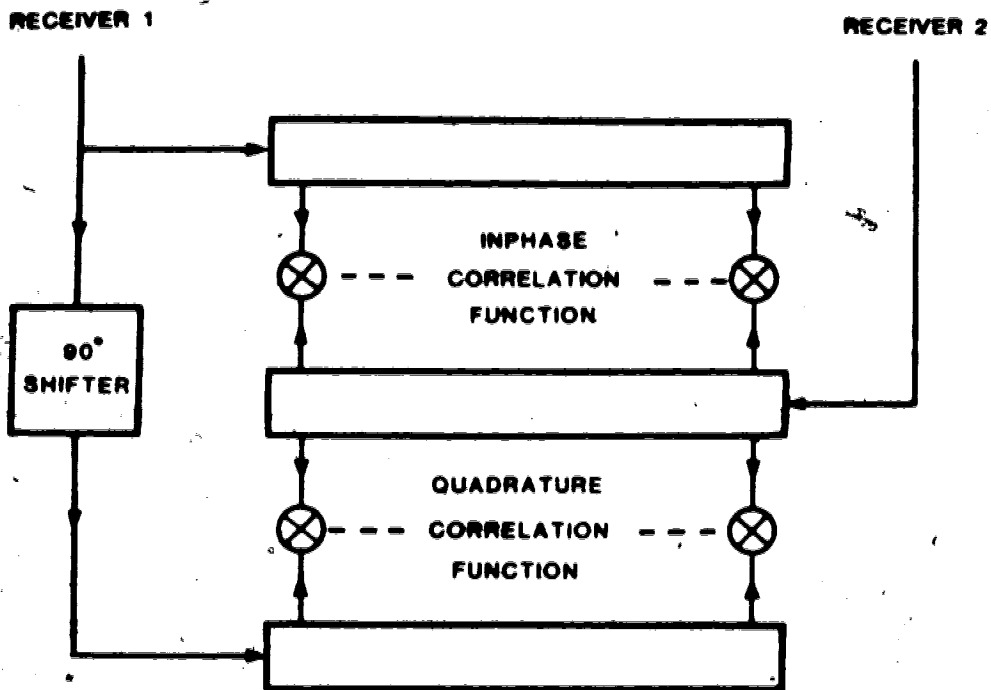 RECEIVER 1
RECEIVER 2
INPHASE
CORRELATION
FUNCTION
90°
SHIFTER
QUADRATURE
CORRELATION
FUNCTION